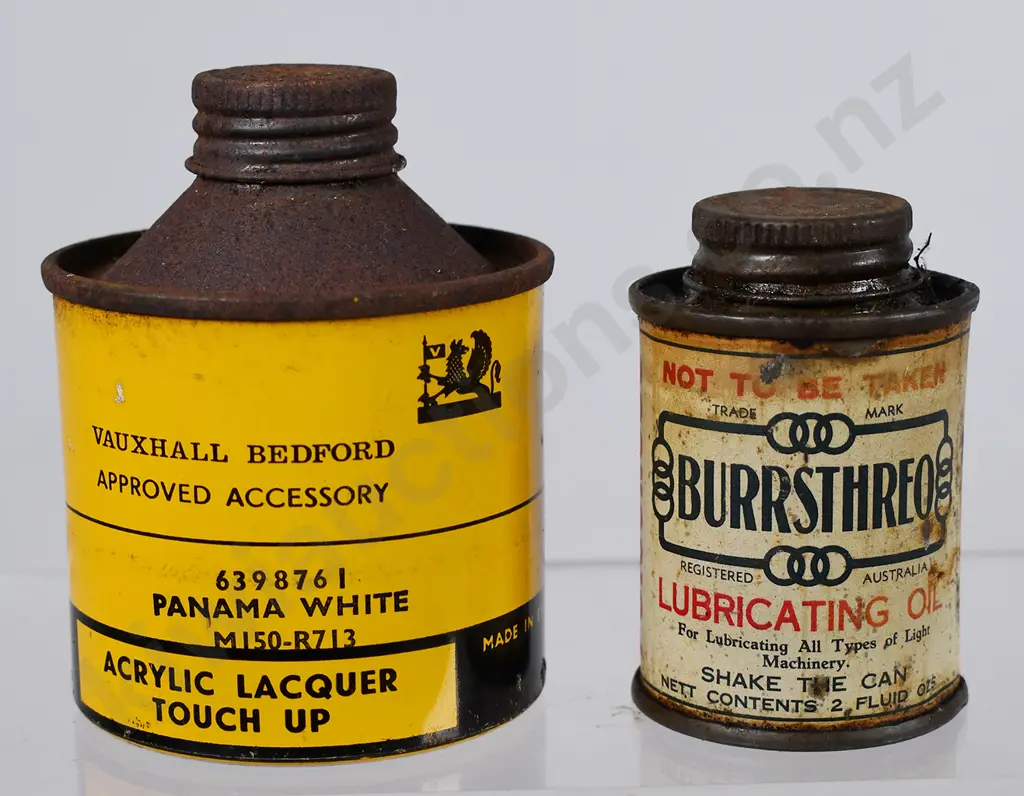 V
VAUXHALL BEDFORD
APPROVED ACCESSORY
6398761
PANAMA WHITE
M150-R713
MADE IN
ACRYLIC LACQUER
TOUCH UP
NOT TO BE TAKEN
TRADE MARK
BURRSTHREO
REGISTERED AUSTRALIA
LUBRICATING OIL
For Lubricating All Types of Light
Machinery.
SHAKE THE CAN
NETT CONTENTS 2 FLUID OZS